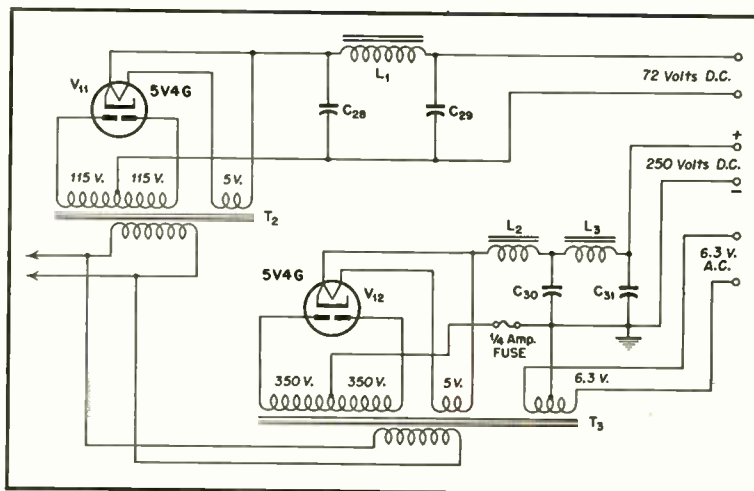 L1
V11
5V4G
72 Volts D.C.
C28
C29
+
250 Volts D.C.
−
115 V.
115 V.
5 V.
T2
L2
L3
5V4G
V12
C30
C31
6.3 v.
A.C.
1/4 Amp.
FUSE
350 V.
350 V.
5 V.
6.3 V.
T3